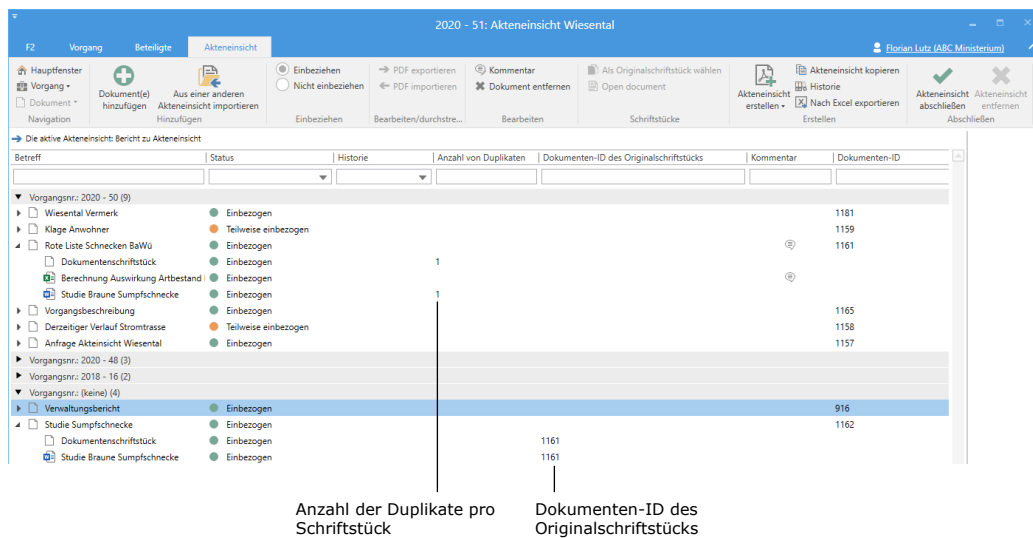 2020 - 51: Akteneinsicht Wiesental
F2 Vorgang Beteiligte Akteneinsicht Florian Lutz (ABC Ministerium)
Hauptfenster
Vorgang
Dokument
Navigation
Dokument(e) hinzufügen
Aus einer anderen Akteneinsicht importieren
Hinzufügen
Einbeziehen
Nicht einbeziehen
Einbeziehen
PDF exportieren
PDF importieren
Bearbeiten/durchstre...
Kommentar
Dokument entfernen
Bearbeiten
Als Originalschriftstück wählen
Open document
Schriftstücke
Akteneinsicht erstellen
Akteneinsicht kopieren
Historie
Nach Excel exportieren
Erstellen
Akteneinsicht abschließen
Akteneinsicht entfernen
Abschließen
Die aktive Akteneinsicht: Bericht zu Akteneinsicht
Betreff Status Historie Anzahl von Duplikaten Dokumenten-ID des Originalschriftstücks Kommentar Dokumenten-ID
Vorgangsnr.: 2020 - 50 (9)
Wiesental Vermerk Einbezogen 1181
Klage Anwohner Teilweise einbezogen 1159
Rote Liste Schnecken BaWü Einbezogen 1161
Dokumentenschriftstück Einbezogen 1
Berechnung Auswirkung Artbestand Einbezogen
Studie Braune Sumpfschnecke Einbezogen 1
Vorgangsbeschreibung Einbezogen 1165
Derzeitiger Verlauf Stromtrasse Teilweise einbezogen 1158
Anfrage Akteinsicht Wiesental Einbezogen 1157
Vorgangsnr.: 2020 - 48 (3)
Vorgangsnr.: 2018 - 16 (2)
Vorgangsnr.: (keine) (4)
Verwaltungsbericht Einbezogen 916
Studie Sumpfschnecke Einbezogen 1162
Dokumentenschriftstück Einbezogen 1161
Studie Braune Sumpfschnecke Einbezogen 1161
Anzahl der Duplikate pro Schriftstück
Dokumenten-ID des Originalschriftstücks